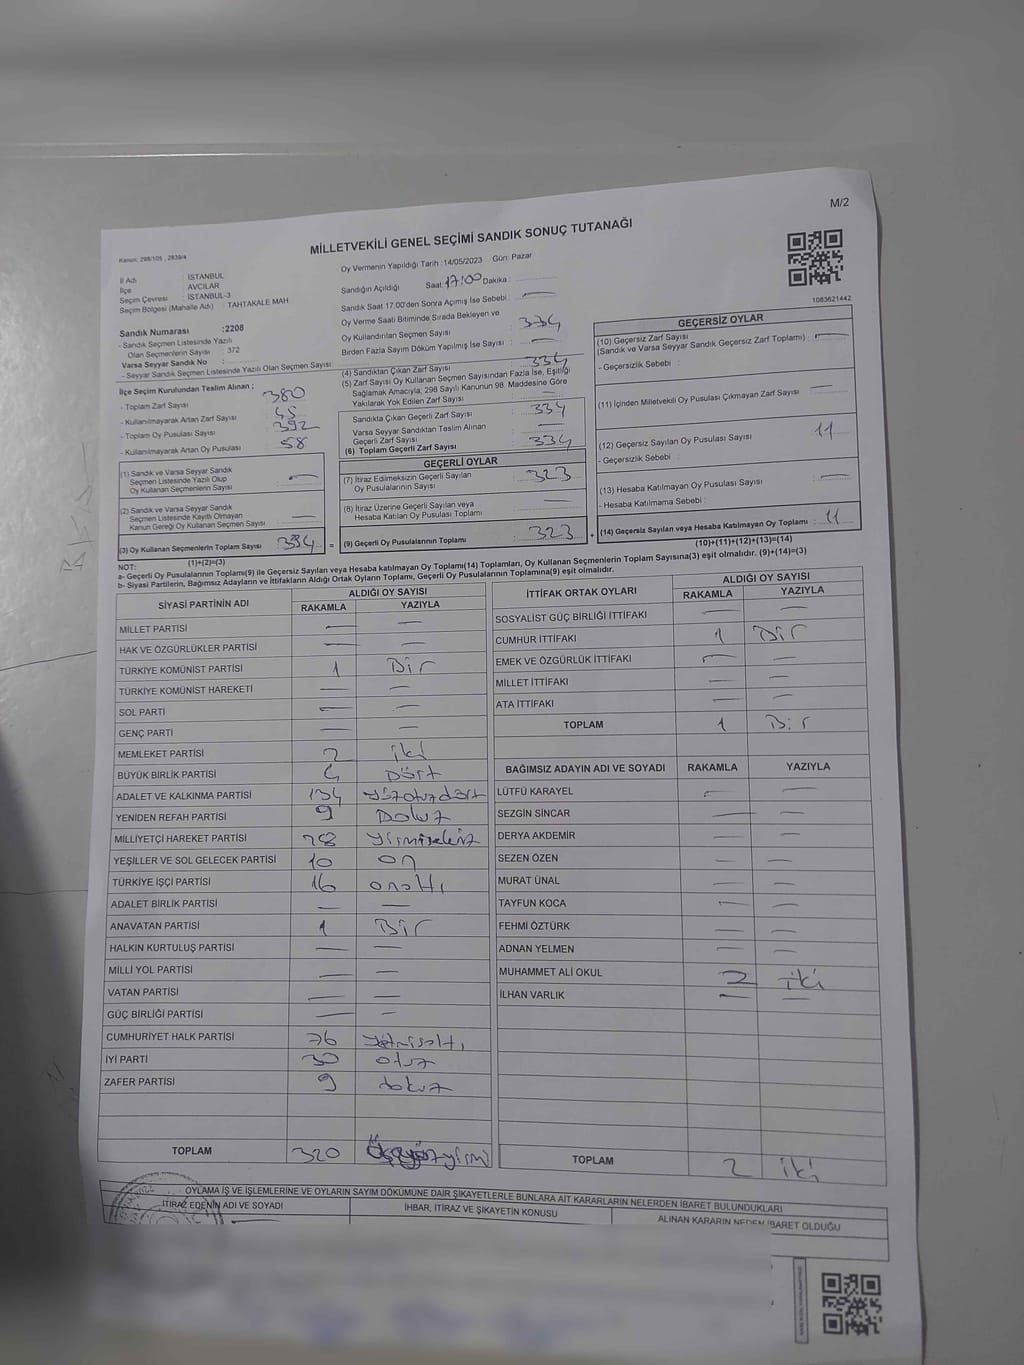 M/2
MİLLETVEKİLİ GENEL SEÇİMİ SANDIK SONUÇ TUTANAĞI
Kanun: 298/105 , 2839/4
1083621442
İl Adı : İSTANBUL
İlçe : AVCILAR
Seçim Çevresi : İSTANBUL-3
Seçim Bölgesi (Mahalle Adı) : TAHTAKALE MAH
Sandık Numarası :2208
- Sandık Seçmen Listesinde Yazılı
Olan Seçmenlerin Sayısı : 372
Varsa Seyyar Sandık No :
- Seyyar Sandık Seçmen Listesinde Yazılı Olan Seçmen Sayısı
İlçe Seçim Kurulundan Teslim Alınan ;
- Toplam Zarf Sayısı 380
- Kullanılmayarak Artan Zarf Sayısı
- Toplam Oy Pusulası Sayısı 392
- Kullanılmayarak Artan Oy Pusulası 58
(1) Sandık ve Varsa Seyyar Sandık
Seçmen Listesinde Yazılı Olup
Oy Kullanan Seçmenlerin Sayısı —
(2) Sandık ve Varsa Seyyar Sandık
Seçmen Listesinde Kayıtlı Olmayan
Kanun Gereği Oy Kullanan Seçmen Sayısı —
(3) Oy Kullanan Seçmenlerin Toplam Sayısı 334 =
(1)+(2)=(3)
Oy Vermenin Yapıldığı Tarih :14/05/2023 Gün: Pazar
Sandığın Açıldığı Saat: 17:00 Dakika :
Sandık Saat 17:00'den Sonra Açılmış İse Sebebi : —
Oy Verme Saati Bitiminde Sırada Bekleyen ve
Oy Kullandırılan Seçmen Sayısı 334
Birden Fazla Sayım Döküm Yapılmış İse Sayısı : —
(4) Sandıktan Çıkan Zarf Sayısı 334
(5) Zarf Sayısı Oy Kullanan Seçmen Sayısından Fazla İse, Eşitliği
Sağlamak Amacıyla, 298 Sayılı Kanunun 98. Maddesine Göre
Yakılarak Yok Edilen Zarf Sayısı —
Sandıkta Çıkan Geçerli Zarf Sayısı 334
Varsa Seyyar Sandıktan Teslim Alınan
Geçerli Zarf Sayısı : —
(6) Toplam Geçerli Zarf Sayısı 334
GEÇERLİ OYLAR
(7) İtiraz Edilmeksizin Geçerli Sayılan
Oy Pusulalarının Sayısı 323
(8) İtiraz Üzerine Geçerli Sayılan veya
Hesaba Katılan Oy Pusulası Toplamı —
(9) Geçerli Oy Pusulalarının Toplamı 323 +
GEÇERSİZ OYLAR
(10) Geçersiz Zarf Sayısı
(Sandık ve Varsa Seyyar Sandık Geçersiz Zarf Toplamı) : —
- Geçersizlik Sebebi :
(11) İçinden Milletvekili Oy Pusulası Çıkmayan Zarf Sayısı —
(12) Geçersiz Sayılan Oy Pusulası Sayısı 11
- Geçersizlik Sebebi :
(13) Hesaba Katılmayan Oy Pusulası Sayısı —
- Hesaba Katılmama Sebebi :
(14) Geçersiz Sayılan veya Hesaba Katılmayan Oy Toplamı 11
(10)+(11)+(12)+(13)=(14)
NOT:
a- Geçerli Oy Pusulalarının Toplamı(9) ile Geçersiz Sayılan veya Hesaba katılmayan Oy Toplamı(14) Toplamları, Oy Kullanan Seçmenlerin Toplam Sayısına(3) eşit olmalıdır. (9)+(14)=(3)
b- Siyasi Partilerin, Bağımsız Adayların ve İttifakların Aldığı Ortak Oyların Toplamı, Geçerli Oy Pusulalarının Toplamına(9) eşit olmalıdır.
SİYASİ PARTİNİN ADI ALDIĞI OY SAYISI
RAKAMLA YAZIYLA
MİLLET PARTİSİ — —
HAK VE ÖZGÜRLÜKLER PARTİSİ — —
TÜRKİYE KOMÜNİST PARTİSİ 1 Bir
TÜRKİYE KOMÜNİST HAREKETİ — —
SOL PARTİ — —
GENÇ PARTİ — —
MEMLEKET PARTİSİ 2 iki
BÜYÜK BİRLİK PARTİSİ 4 Dört
ADALET VE KALKINMA PARTİSİ 134 yüzotuzdört
YENİDEN REFAH PARTİSİ 9 Dokuz
MİLLİYETÇİ HAREKET PARTİSİ 28 yirmisekiz
YEŞİLLER VE SOL GELECEK PARTİSİ 10 on
TÜRKİYE İŞÇİ PARTİSİ 16 onaltı
ADALET BİRLİK PARTİSİ — —
ANAVATAN PARTİSİ 1 Bir
HALKIN KURTULUŞ PARTİSİ — —
MİLLİ YOL PARTİSİ — —
VATAN PARTİSİ — —
GÜÇ BİRLİĞİ PARTİSİ — —
CUMHURİYET HALK PARTİSİ 76 yetmişaltı
İYİ PARTİ 30 otuz
ZAFER PARTİSİ 9 dokuz
TOPLAM 320 Üçyüzyirmi
İTTİFAK ORTAK OYLARI ALDIĞI OY SAYISI
RAKAMLA YAZIYLA
SOSYALİST GÜÇ BİRLİĞİ İTTİFAKI — —
CUMHUR İTTİFAKI 1 Bir
EMEK VE ÖZGÜRLÜK İTTİFAKI — —
MİLLET İTTİFAKI — —
ATA İTTİFAKI — —
TOPLAM 1 Bir
BAĞIMSIZ ADAYIN ADI VE SOYADI RAKAMLA YAZIYLA
LÜTFÜ KARAYEL — —
SEZGİN SİNCAR — —
DERYA AKDEMİR — —
SEZEN ÖZEN — —
MURAT ÜNAL — —
TAYFUN KOCA — —
FEHMİ ÖZTÜRK — —
ADNAN YELMEN — —
MUHAMMET ALİ OKUL 2 iki
İLHAN VARLIK — —
TOPLAM 2 iki
OYLAMA İŞ VE İŞLEMLERİNE VE OYLARIN SAYIM DÖKÜMÜNE DAİR ŞİKAYETLERLE BUNLARA AİT KARARLARIN NELERDEN İBARET BULUNDUKLARI
İTİRAZ EDENİN ADI VE SOYADI İHBAR, İTİRAZ VE ŞİKAYETİN KONUSU ALINAN KARARIN NEDEN İBARET OLDUĞU